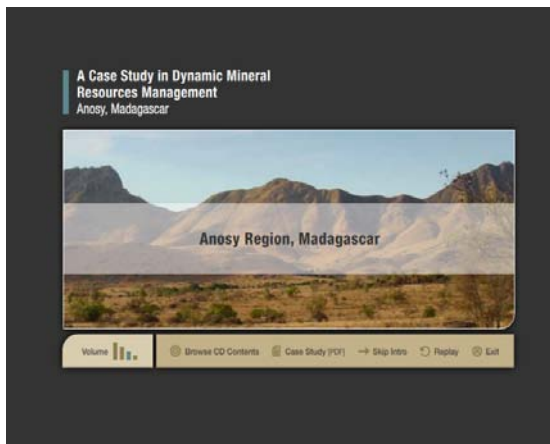 A Case Study in Dynamic Mineral
Resources Management
Anosy, Madagascar
Anosy Region, Madagascar
Volume
Browse CD Contents
Case Study [PDF]
Skip Intro
Replay
Exit